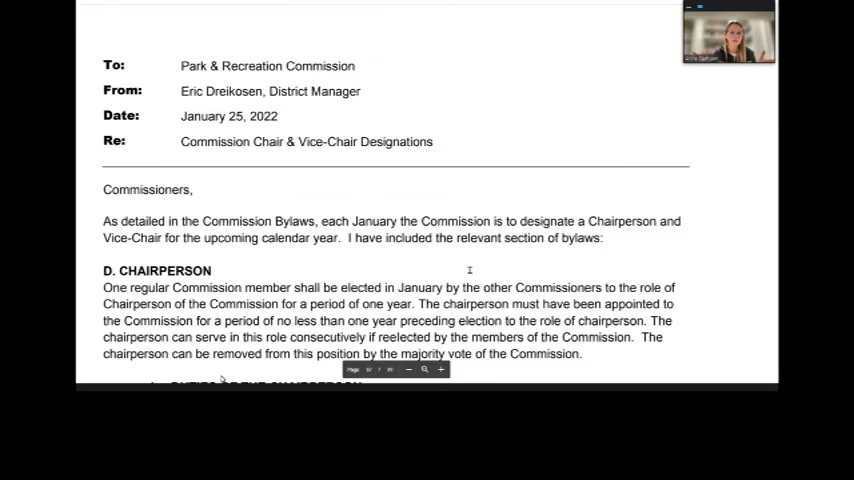 To: Park & Recreation Commission
From: Eric Dreikosen, District Manager
Date: January 25, 2022
Re: Commission Chair & Vice-Chair Designations
Commissioners,
As detailed in the Commission Bylaws, each January the Commission is to designate a Chairperson and
Vice-Chair for the upcoming calendar year. I have included the relevant section of bylaws:
D. CHAIRPERSON
One regular Commission member shall be elected in January by the other Commissioners to the role of
Chairperson of the Commission for a period of one year. The chairperson must have been appointed to
the Commission for a period of no less than one year preceding election to the role of chairperson. The
chairperson can serve in this role consecutively if reelected by the members of the Commission. The
chairperson can be removed from this position by the majority vote of the Commission.
Page / 
DUTIES OF THE CHAIRPERSON